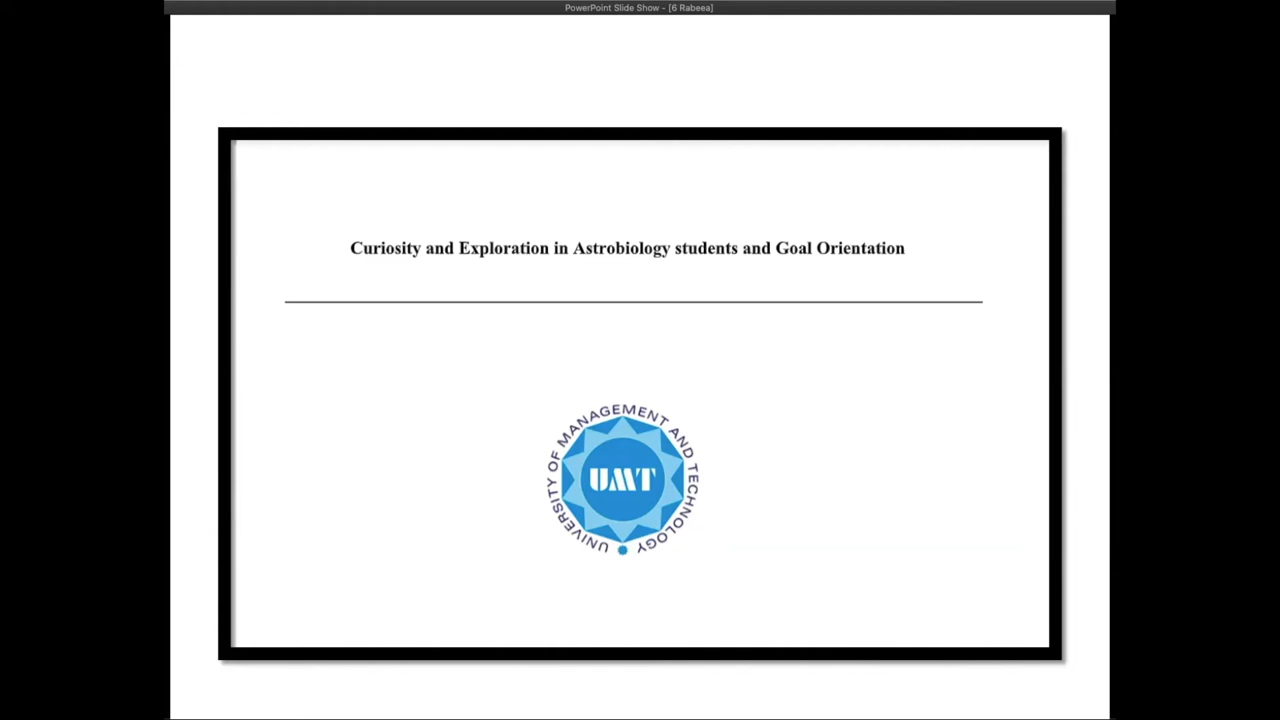 PowerPoint Slide Show - [6 Rabeea]
Curiosity and Exploration in Astrobiology students and Goal Orientation
UNIVERSITY OF MANAGEMENT AND TECHNOLOGY
UMT